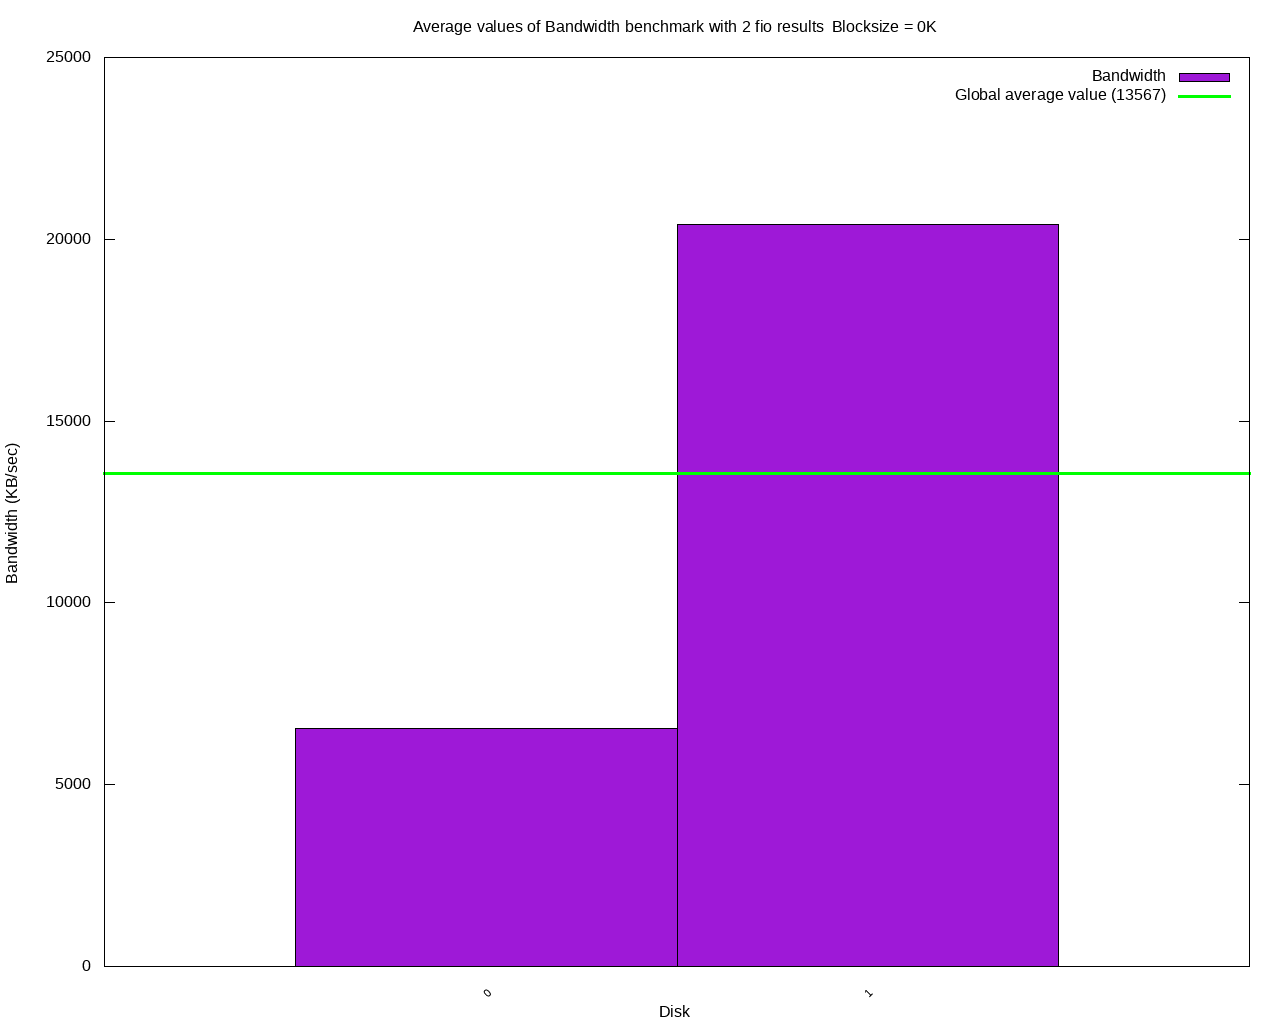 Average values of Bandwidth benchmark with 2 fio results  Blocksize = 0K
25000
Bandwidth
Global average value (13567)
20000
15000
10000
5000
0
Bandwidth (KB/sec)
0
1
Disk